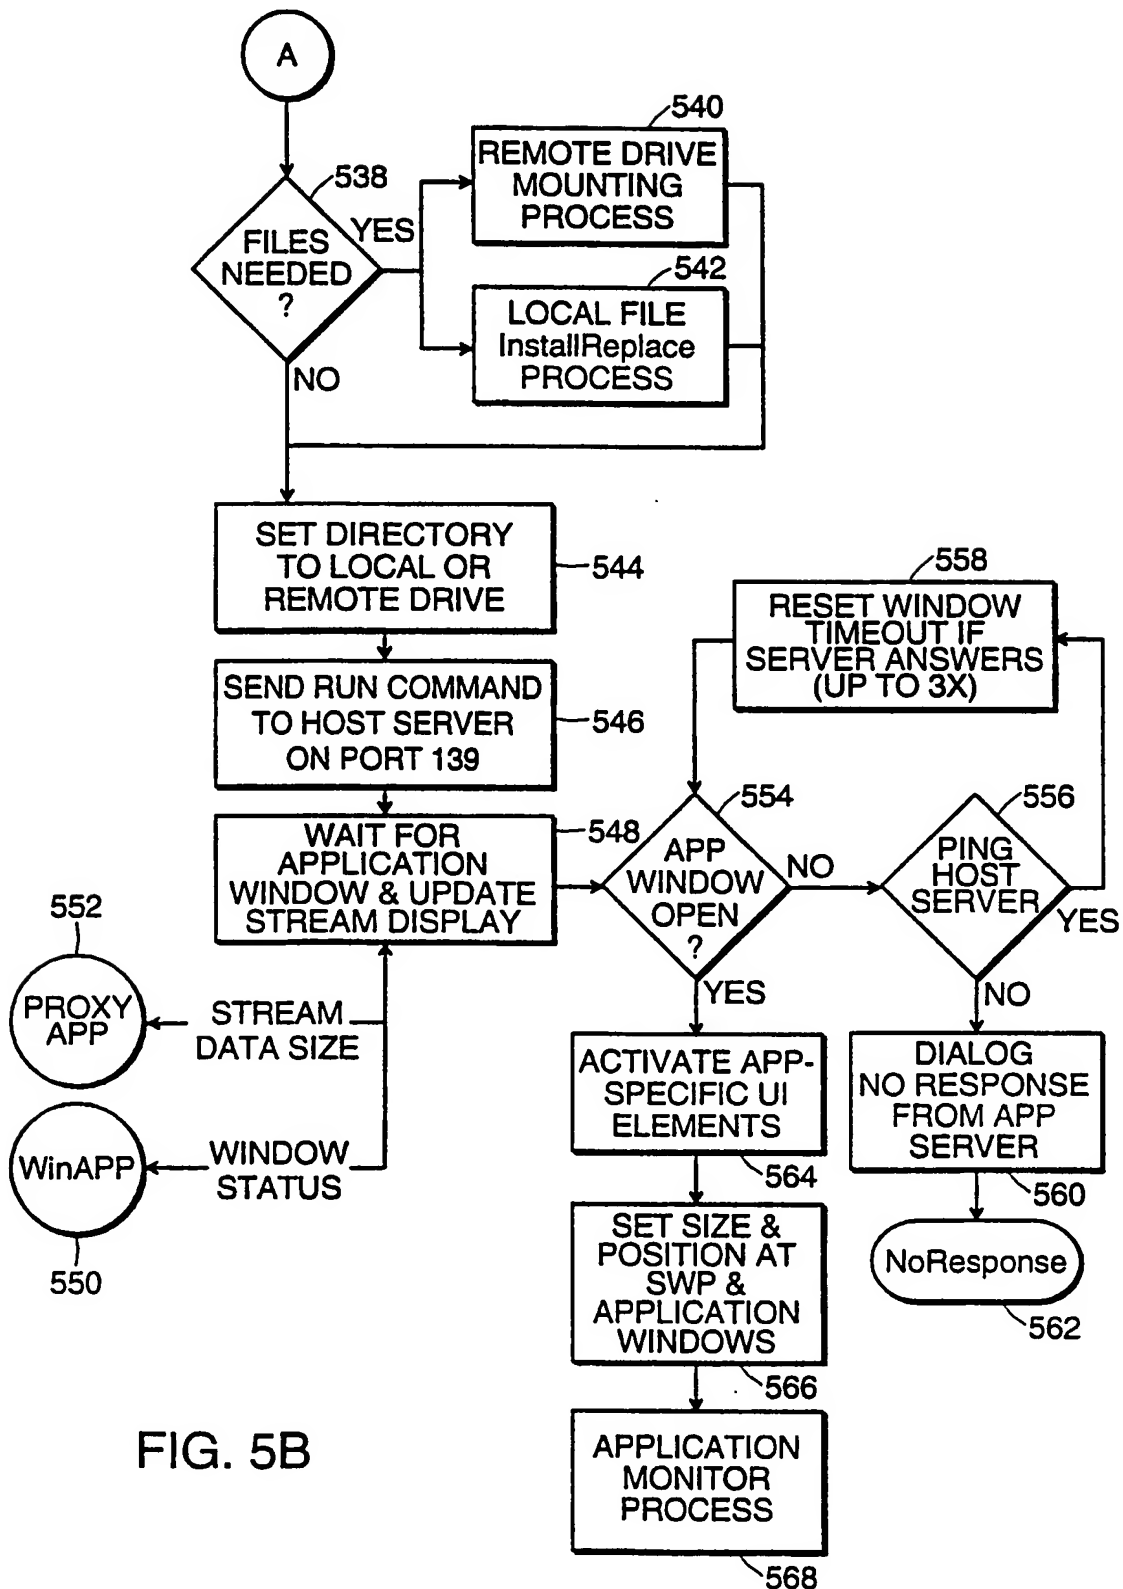 A
540
REMOTE DRIVE
MOUNTING
PROCESS
538
YES
FILES
NEEDED
?
542
LOCAL FILE
InstallReplace
PROCESS
NO
SET DIRECTORY
TO LOCAL OR
REMOTE DRIVE
544
558
RESET WINDOW
TIMEOUT IF
SERVER ANSWERS
(UP TO 3X)
SEND RUN COMMAND
TO HOST SERVER
ON PORT 139
546
WAIT FOR
APPLICATION
WINDOW & UPDATE
STREAM DISPLAY
548
554
APP
WINDOW
OPEN
?
NO
556
PING
HOST
SERVER
YES
552
PROXY
APP
STREAM
DATA SIZE
YES
NO
ACTIVATE APP-
SPECIFIC UI
ELEMENTS
564
DIALOG
NO RESPONSE
FROM APP
SERVER
560
WinAPP
WINDOW
STATUS
550
SET SIZE &
POSITION AT
SWP &
APPLICATION
WINDOWS
566
NoResponse
562
APPLICATION
MONITOR
PROCESS
568
FIG. 5B